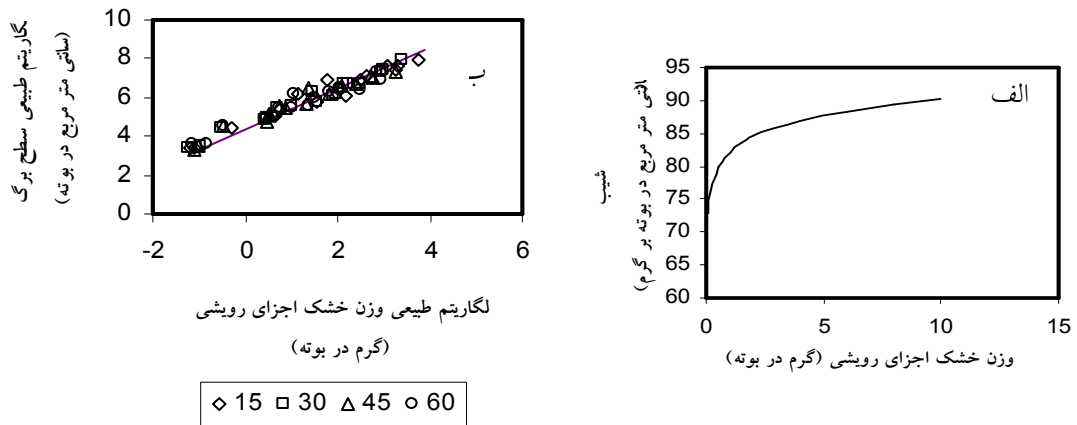 لگاریتم طبیعی سطح برگ
(سانتی متر مربع در بوته)
10
8
6
4
2
0
-2 0 2 4 6
ب
لگاریتم طبیعی وزن خشک اجزای رویشی
(گرم در بوته)
15 30 45 60
شیب
انتی متر مربع در بوته بر گرم)
95
90
85
80
75
70
65
60
0 5 10 15
الف
وزن خشک اجزای رویشی (گرم در بوته)